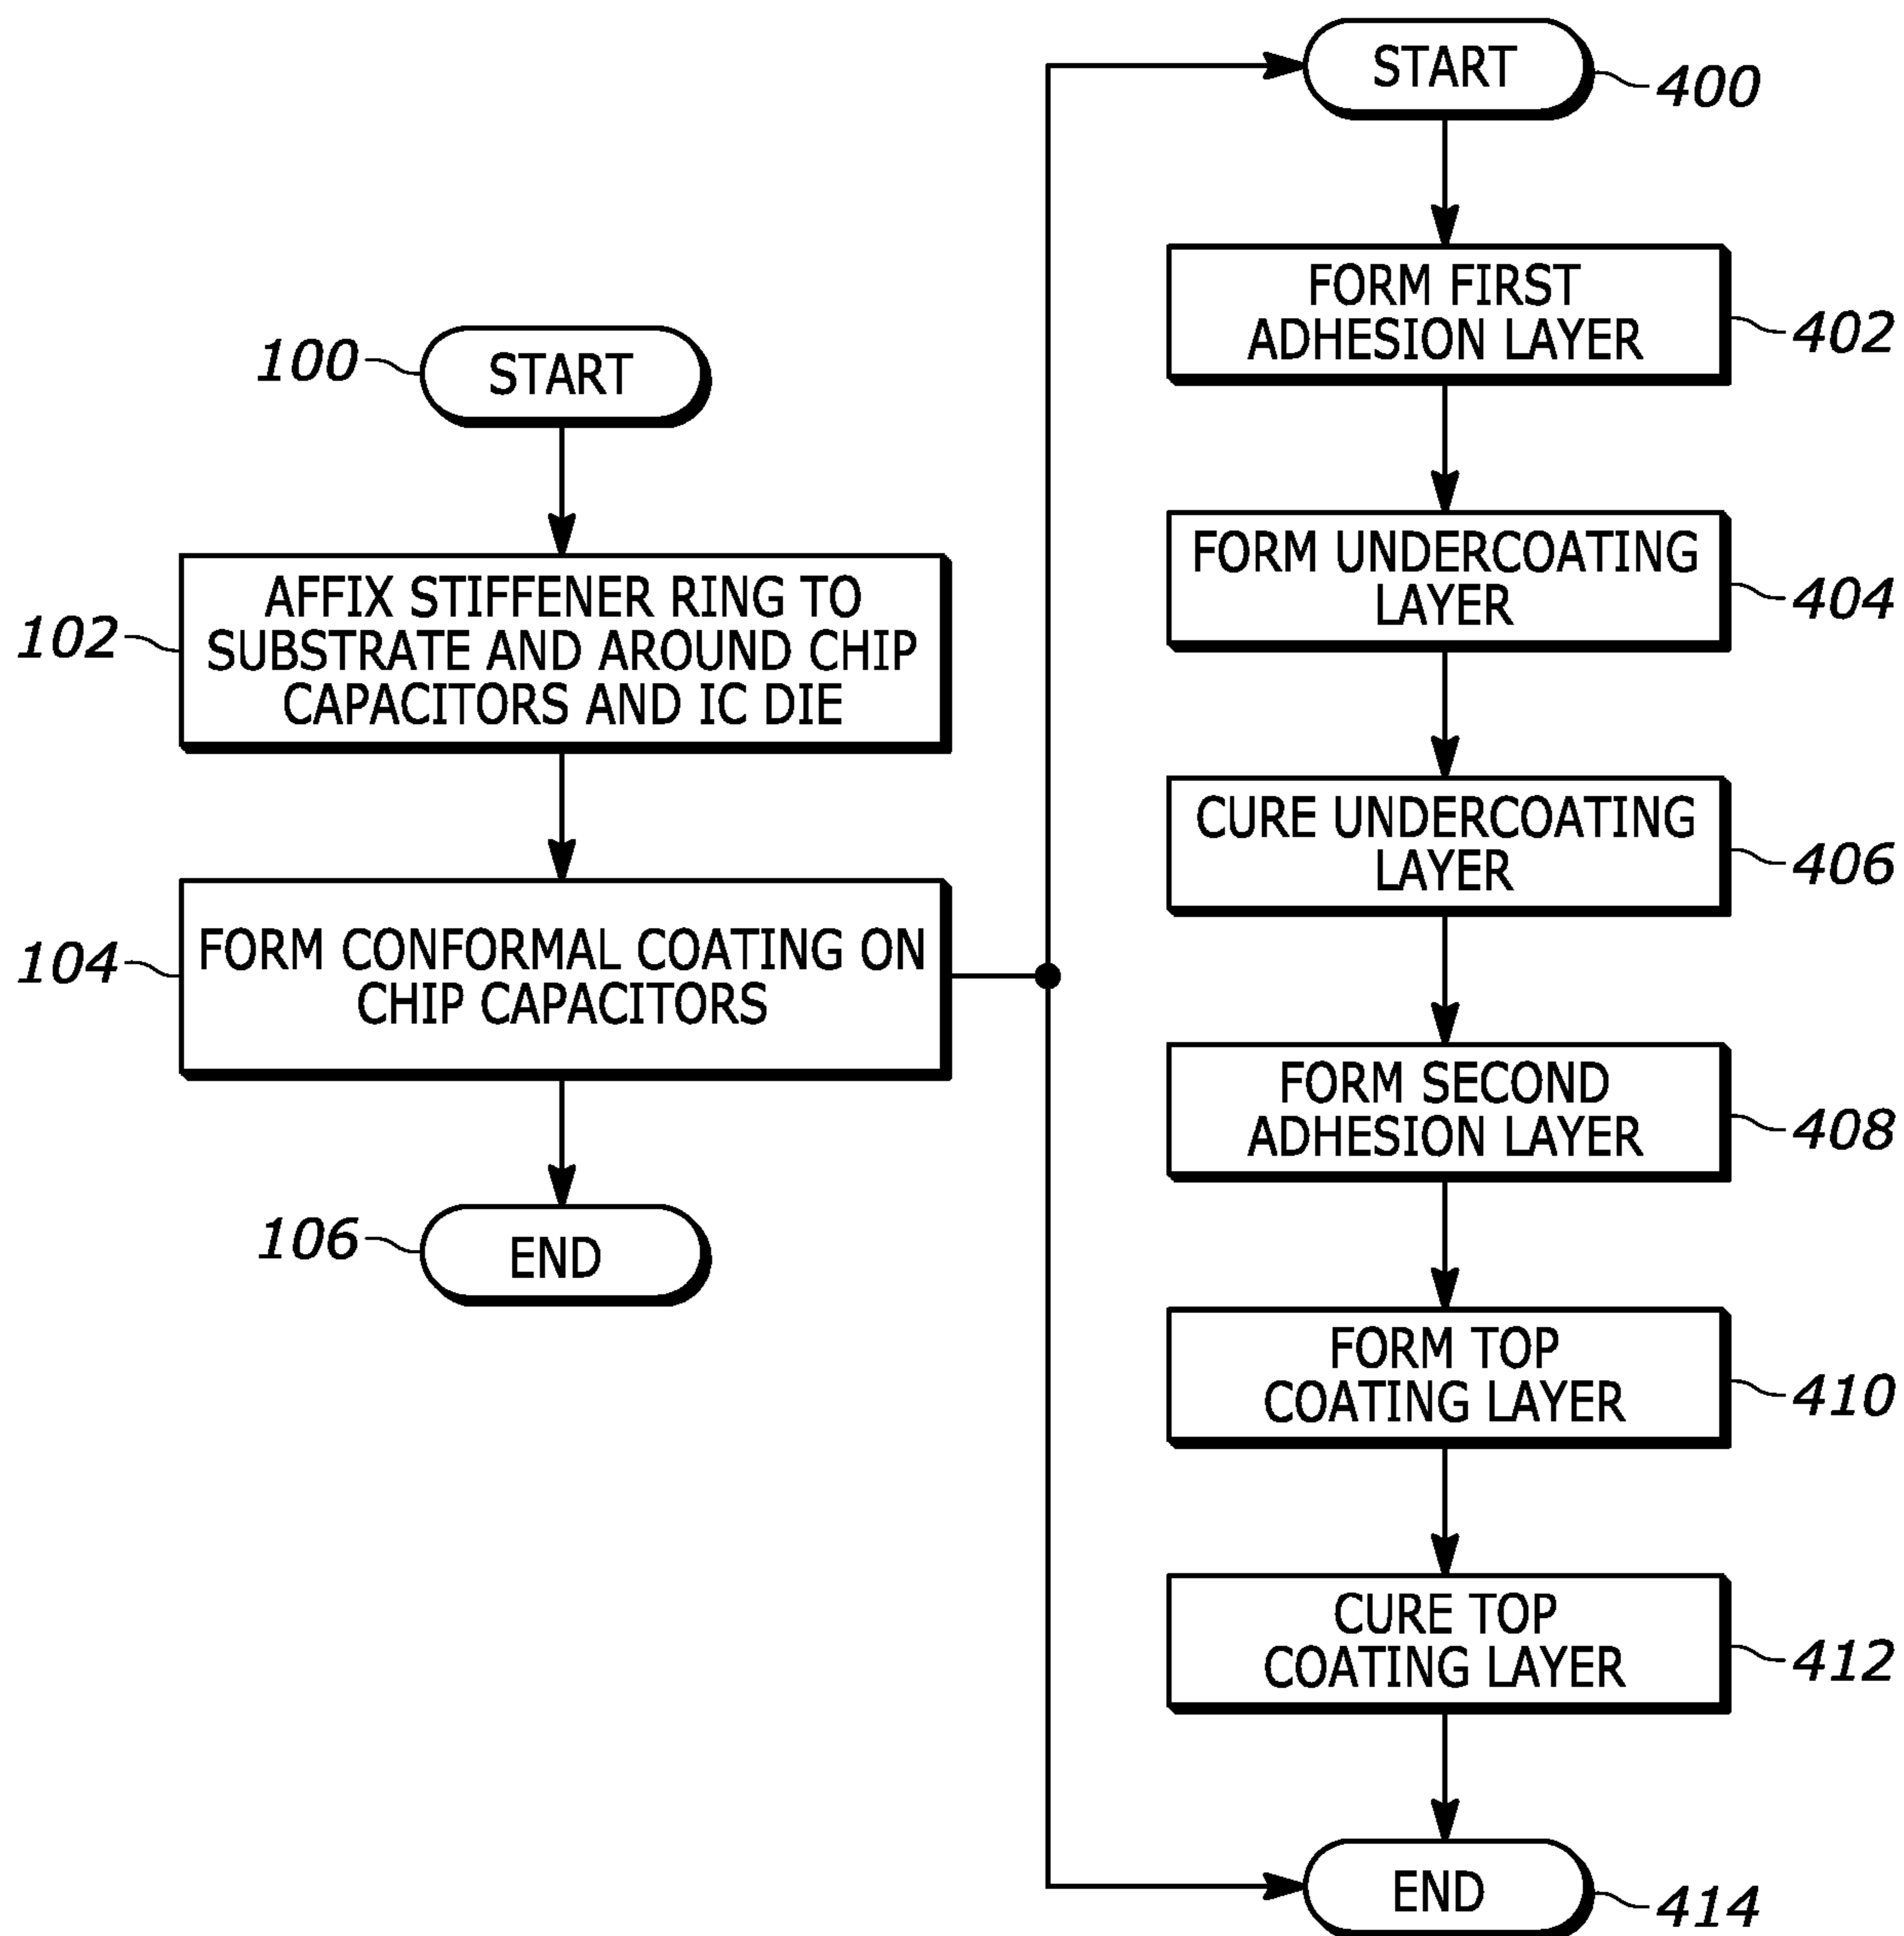 100
START
102
AFFIX STIFFENER RING TO
SUBSTRATE AND AROUND CHIP
CAPACITORS AND IC DIE
104
FORM CONFORMAL COATING ON
CHIP CAPACITORS
106
END
START
400
FORM FIRST
ADHESION LAYER
402
FORM UNDERCOATING
LAYER
404
CURE UNDERCOATING
LAYER
406
FORM SECOND
ADHESION LAYER
408
FORM TOP
COATING LAYER
410
CURE TOP
COATING LAYER
412
END
414